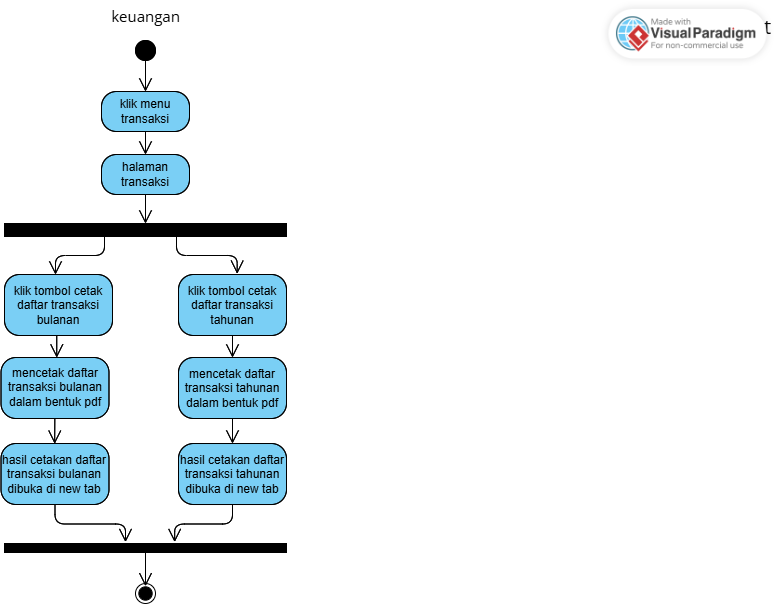 keuangan
Made with
VisualParadigm
For non-commercial use
t
klik menu
transaksi
halaman
transaksi
klik tombol cetak
daftar transaksi
bulanan
klik tombol cetak
daftar transaksi
tahunan
mencetak daftar
transaksi bulanan
dalam bentuk pdf
mencetak daftar
transaksi tahunan
dalam bentuk pdf
hasil cetakan daftar
transaksi bulanan
dibuka di new tab
hasil cetakan daftar
transaksi tahunan
dibuka di new tab